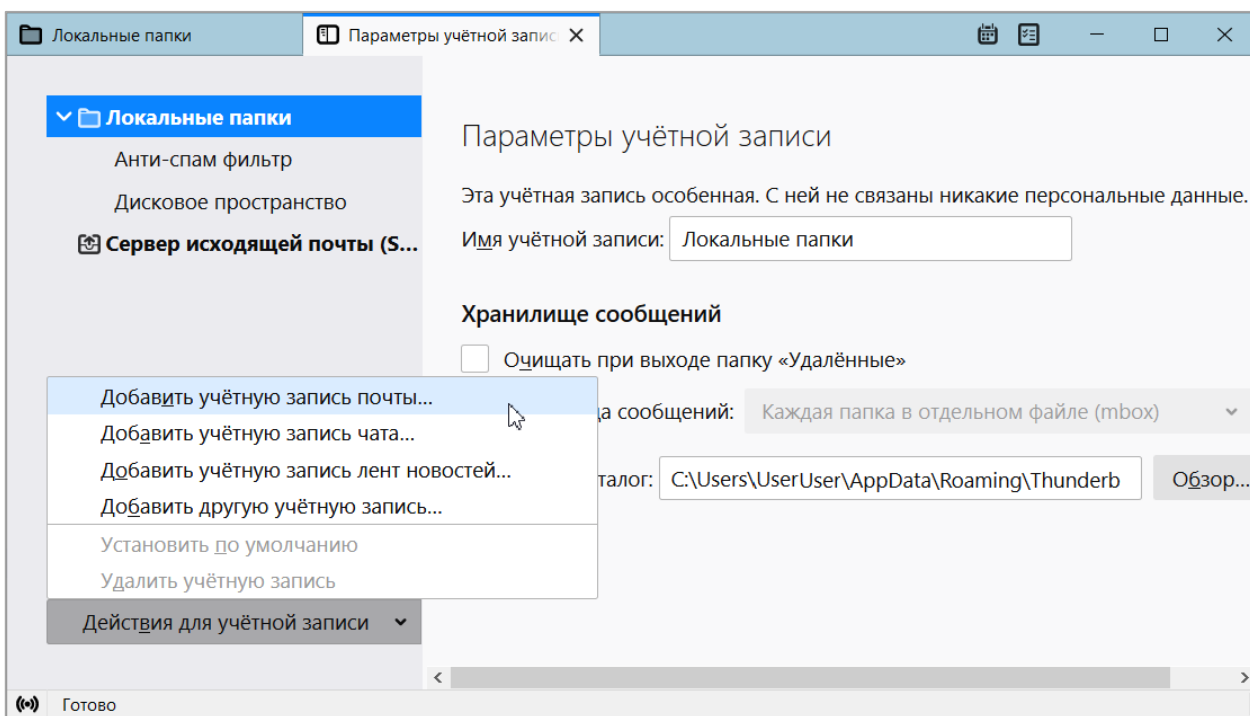 Локальные папки
Параметры учётной запис
Локальные папки
Анти-спам фильтр
Дисковое пространство
Сервер исходящей почты (S...
Параметры учётной записи
Эта учётная запись особенная. С ней не связаны никакие персональные данные.
Имя учётной записи: Локальные папки
Хранилище сообщений
Очищать при выходе папку «Удалённые»
да сообщений: Каждая папка в отдельном файле (mbox)
талог: C:\Users\UserUser\AppData\Roaming\Thunderb Обзор...
Добавить учётную запись почты...
Добавить учётную запись чата...
Добавить учётную запись лент новостей...
Добавить другую учётную запись...
Установить по умолчанию
Удалить учётную запись
Действия для учётной записи
Готово